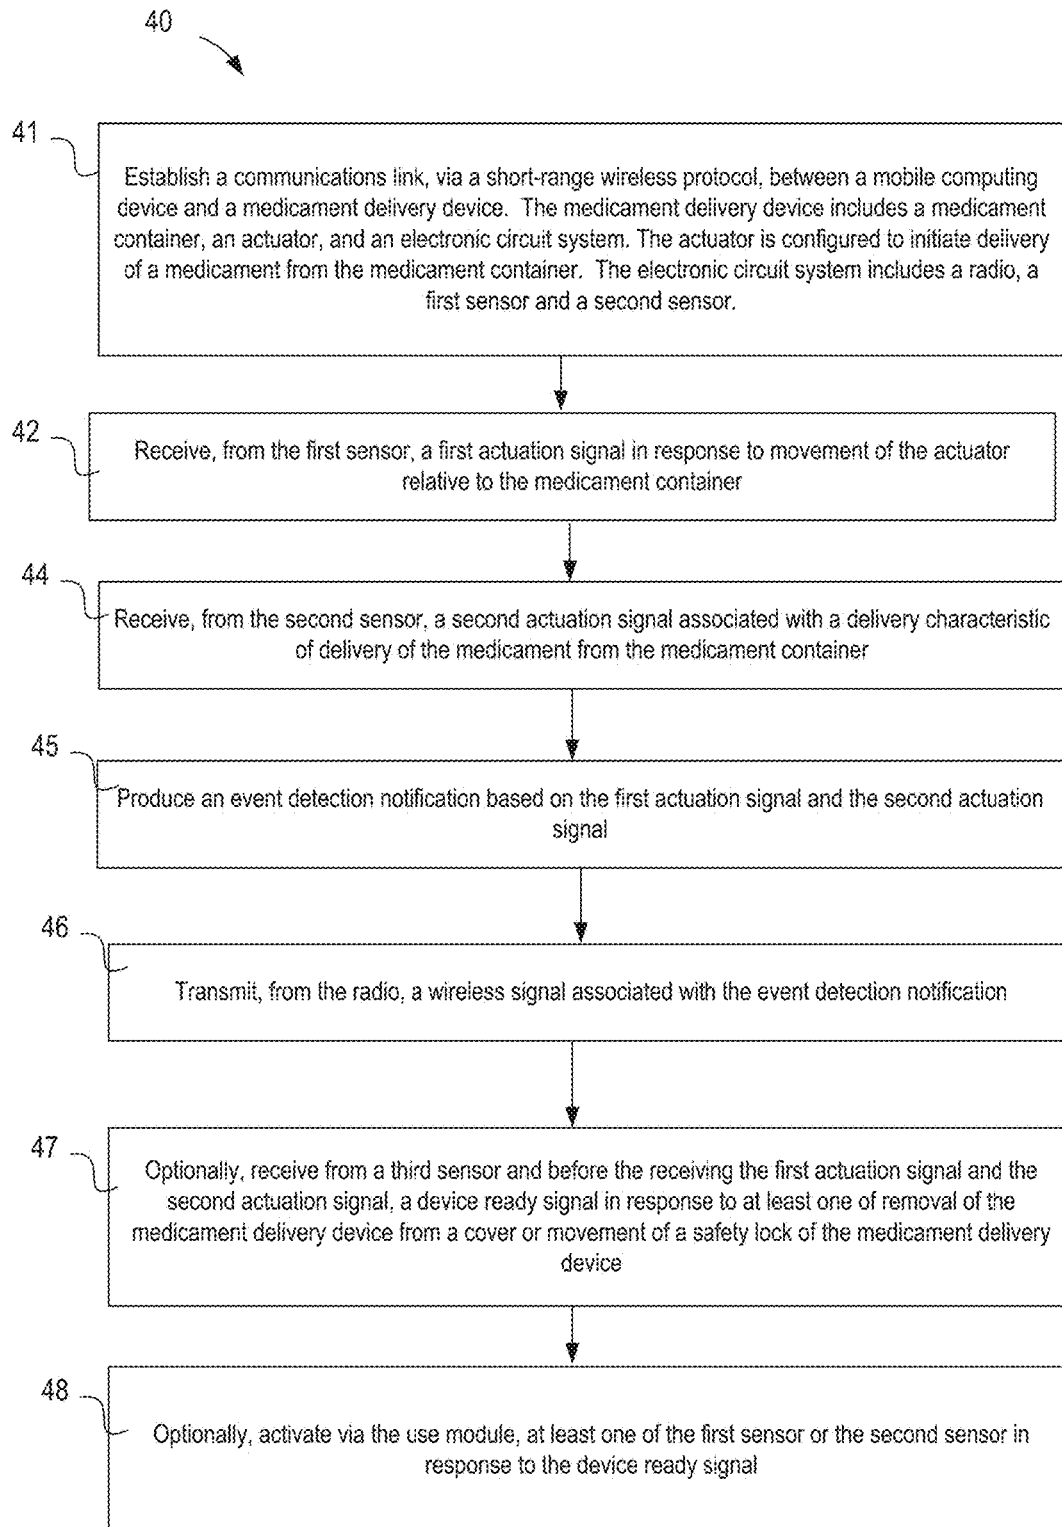 40
41
Establish a communications link, via a short-range wireless protocol, between a mobile computing
device and a medicament delivery device. The medicament delivery device includes a medicament
container, an actuator, and an electronic circuit system. The actuator is configured to initiate delivery
of a medicament from the medicament container. The electronic circuit system includes a radio, a
first sensor and a second sensor.
42
Receive, from the first sensor, a first actuation signal in response to movement of the actuator
relative to the medicament container
44
Receive, from the second sensor, a second actuation signal associated with a delivery characteristic
of delivery of the medicament from the medicament container
45
Produce an event detection notification based on the first actuation signal and the second actuation
signal
46
Transmit, from the radio, a wireless signal associated with the event detection notification
47
Optionally, receive from a third sensor and before the receiving the first actuation signal and the
second actuation signal, a device ready signal in response to at least one of removal of the
medicament delivery device from a cover or movement of a safety lock of the medicament delivery
device
48
Optionally, activate via the use module, at least one of the first sensor or the second sensor in
response to the device ready signal